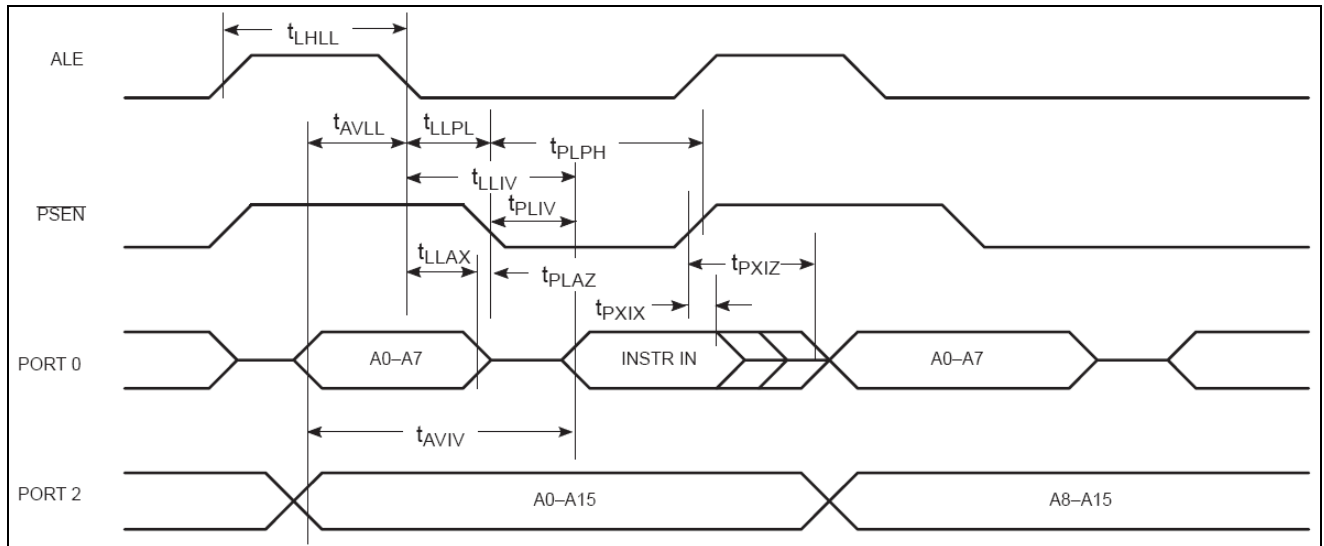 tLHLL
ALE
tAVLL
tLLPL
tPLPH
tLLIV
PSEN
tPLIV
tLLAX
tPLAZ
tPXIZ
tPXIX
PORT 0
A0–A7
INSTR IN
A0–A7
tAVIV
PORT 2
A0–A15
A8–A15